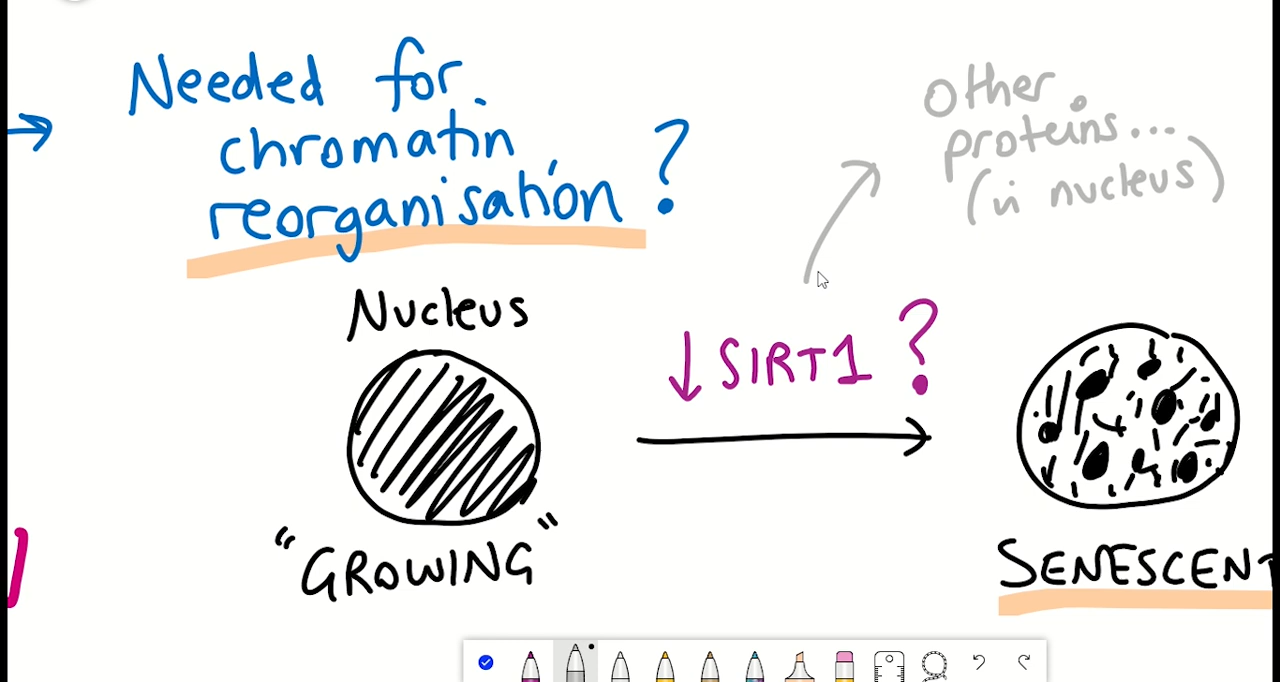 → Needed for
chromatin
reorganisation ?
other
proteins...
(in nucleus)
Nucleus
↓ SIRT1 ?
"GROWING"
SENESCENT